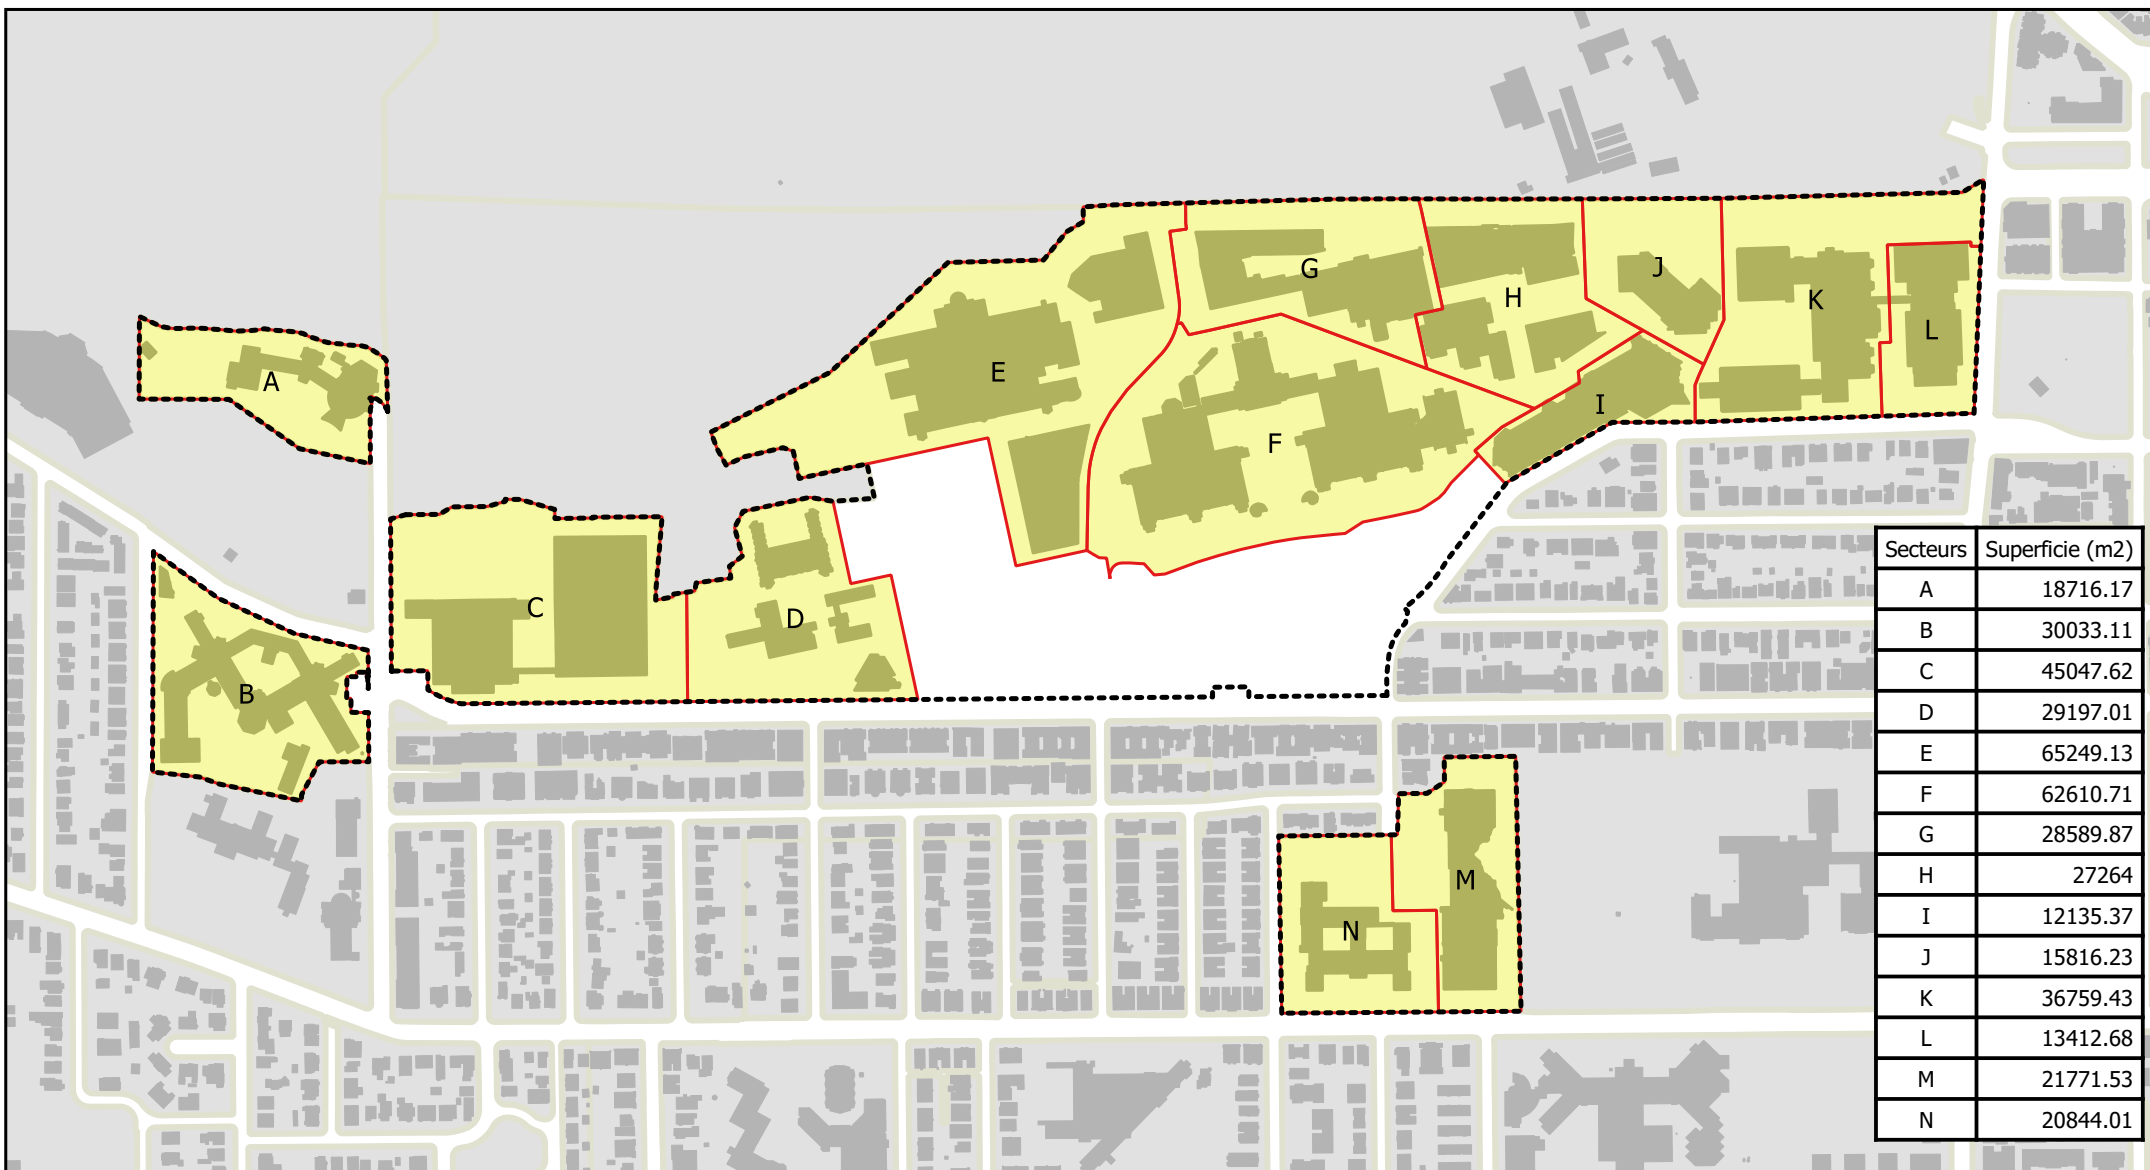 A
B
C
D
E
F
G
H
I
J
K
L
M
N
Secteurs Superficie (m2)
A 18716.17
B 30033.11
C 45047.62
D 29197.01
E 65249.13
F 62610.71
G 28589.87
H 27264
I 12135.37
J 15816.23
K 36759.43
L 13412.68
M 21771.53
N 20844.01